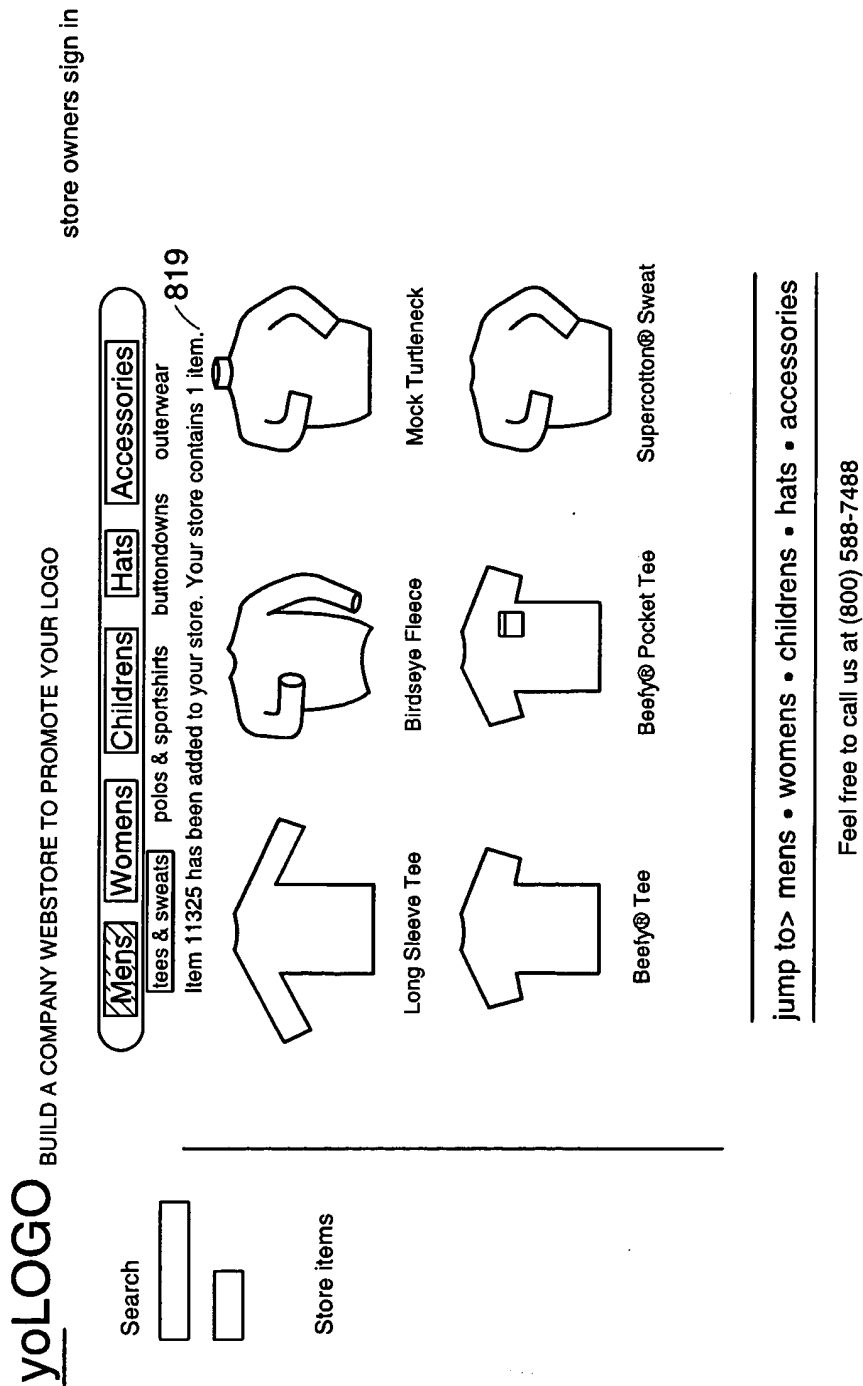 yoLOGO BUILD A COMPANY WEBSTORE TO PROMOTE YOUR LOGO
store owners sign in
Search
Store items
Mens Womens Childrens Hats Accessories
tees & sweats polos & sportshirts buttondowns outerwear
Item 11325 has been added to your store. Your store contains 1 item.
819
Long Sleeve Tee Birdseye Fleece Mock Turtleneck
Beefy® Tee Beefy® Pocket Tee Supercotton® Sweat
jump to> mens • womens • childrens • hats • accessories
Feel free to call us at (800) 588-7488